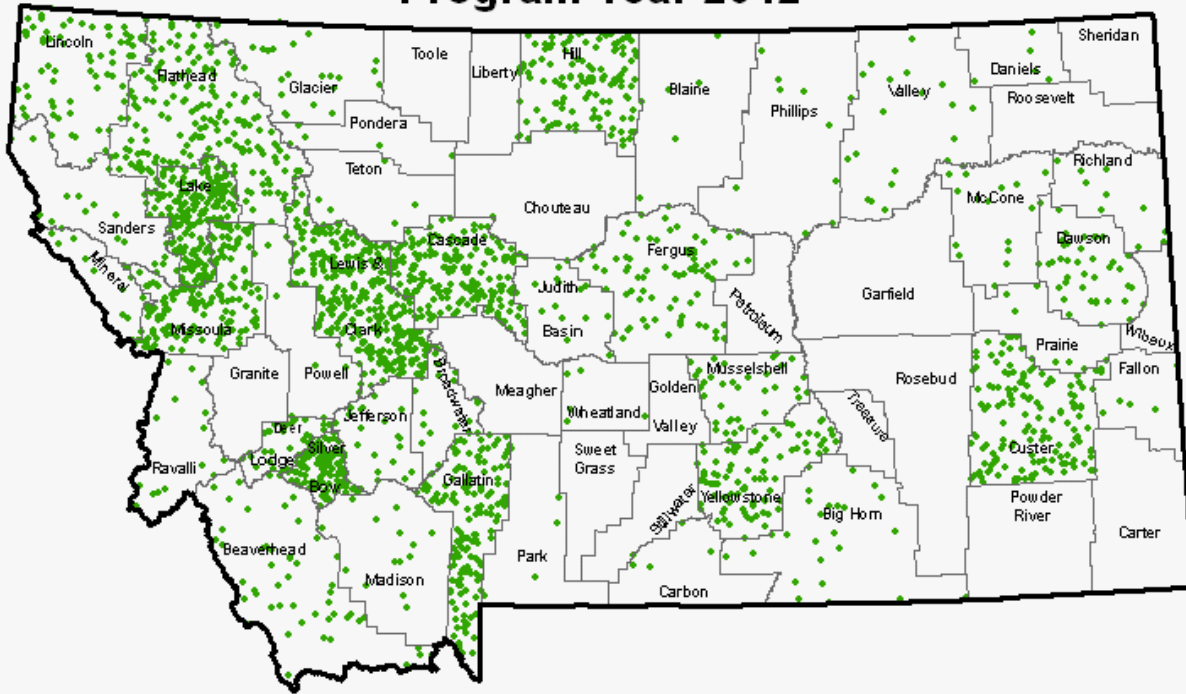 Program Year 2012
Lincoln
Flathead
Glacier
Toole
Liberty
Hill
Blaine
Phillips
Valley
Daniels
Sheridan
Roosevelt
Pondera
Teton
Chouteau
Lake
Sanders
Mineral
Missoula
Lewis &
Clark
Cascade
Judith
Basin
Fergus
Petroleum
Garfield
McCone
Richland
Dawson
Wibaux
Prairie
Fallon
Granite
Powell
Jefferson
Broadwater
Meagher
Wheatland
Golden
Valley
Musselshell
Rosebud
Treasure
Custer
Deer
Lodge
Silver
Bow
Ravalli
Gallatin
Sweet
Grass
Stillwater
Yellowstone
Big Horn
Powder
River
Carter
Beaverhead
Madison
Park
Carbon